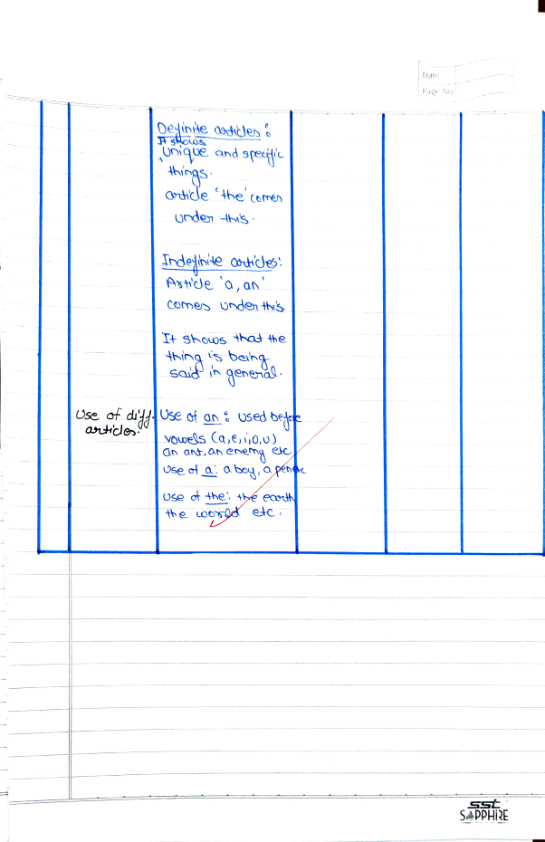 Date
Page No.
Definite articles :
It shows
unique and specific
things.
article 'the' comes
under this.
Indefinite articles:
Article 'a, an'
comes under this
It shows that the
thing is being
said in general.
Use of diff.
articles.
Use of an : used before
vowels (a,e,i,o,u)
an ant, an enemy etc
Use of a: a boy, a pencil
Use of the: the earth
the world etc.
sst
SAPPHIRE